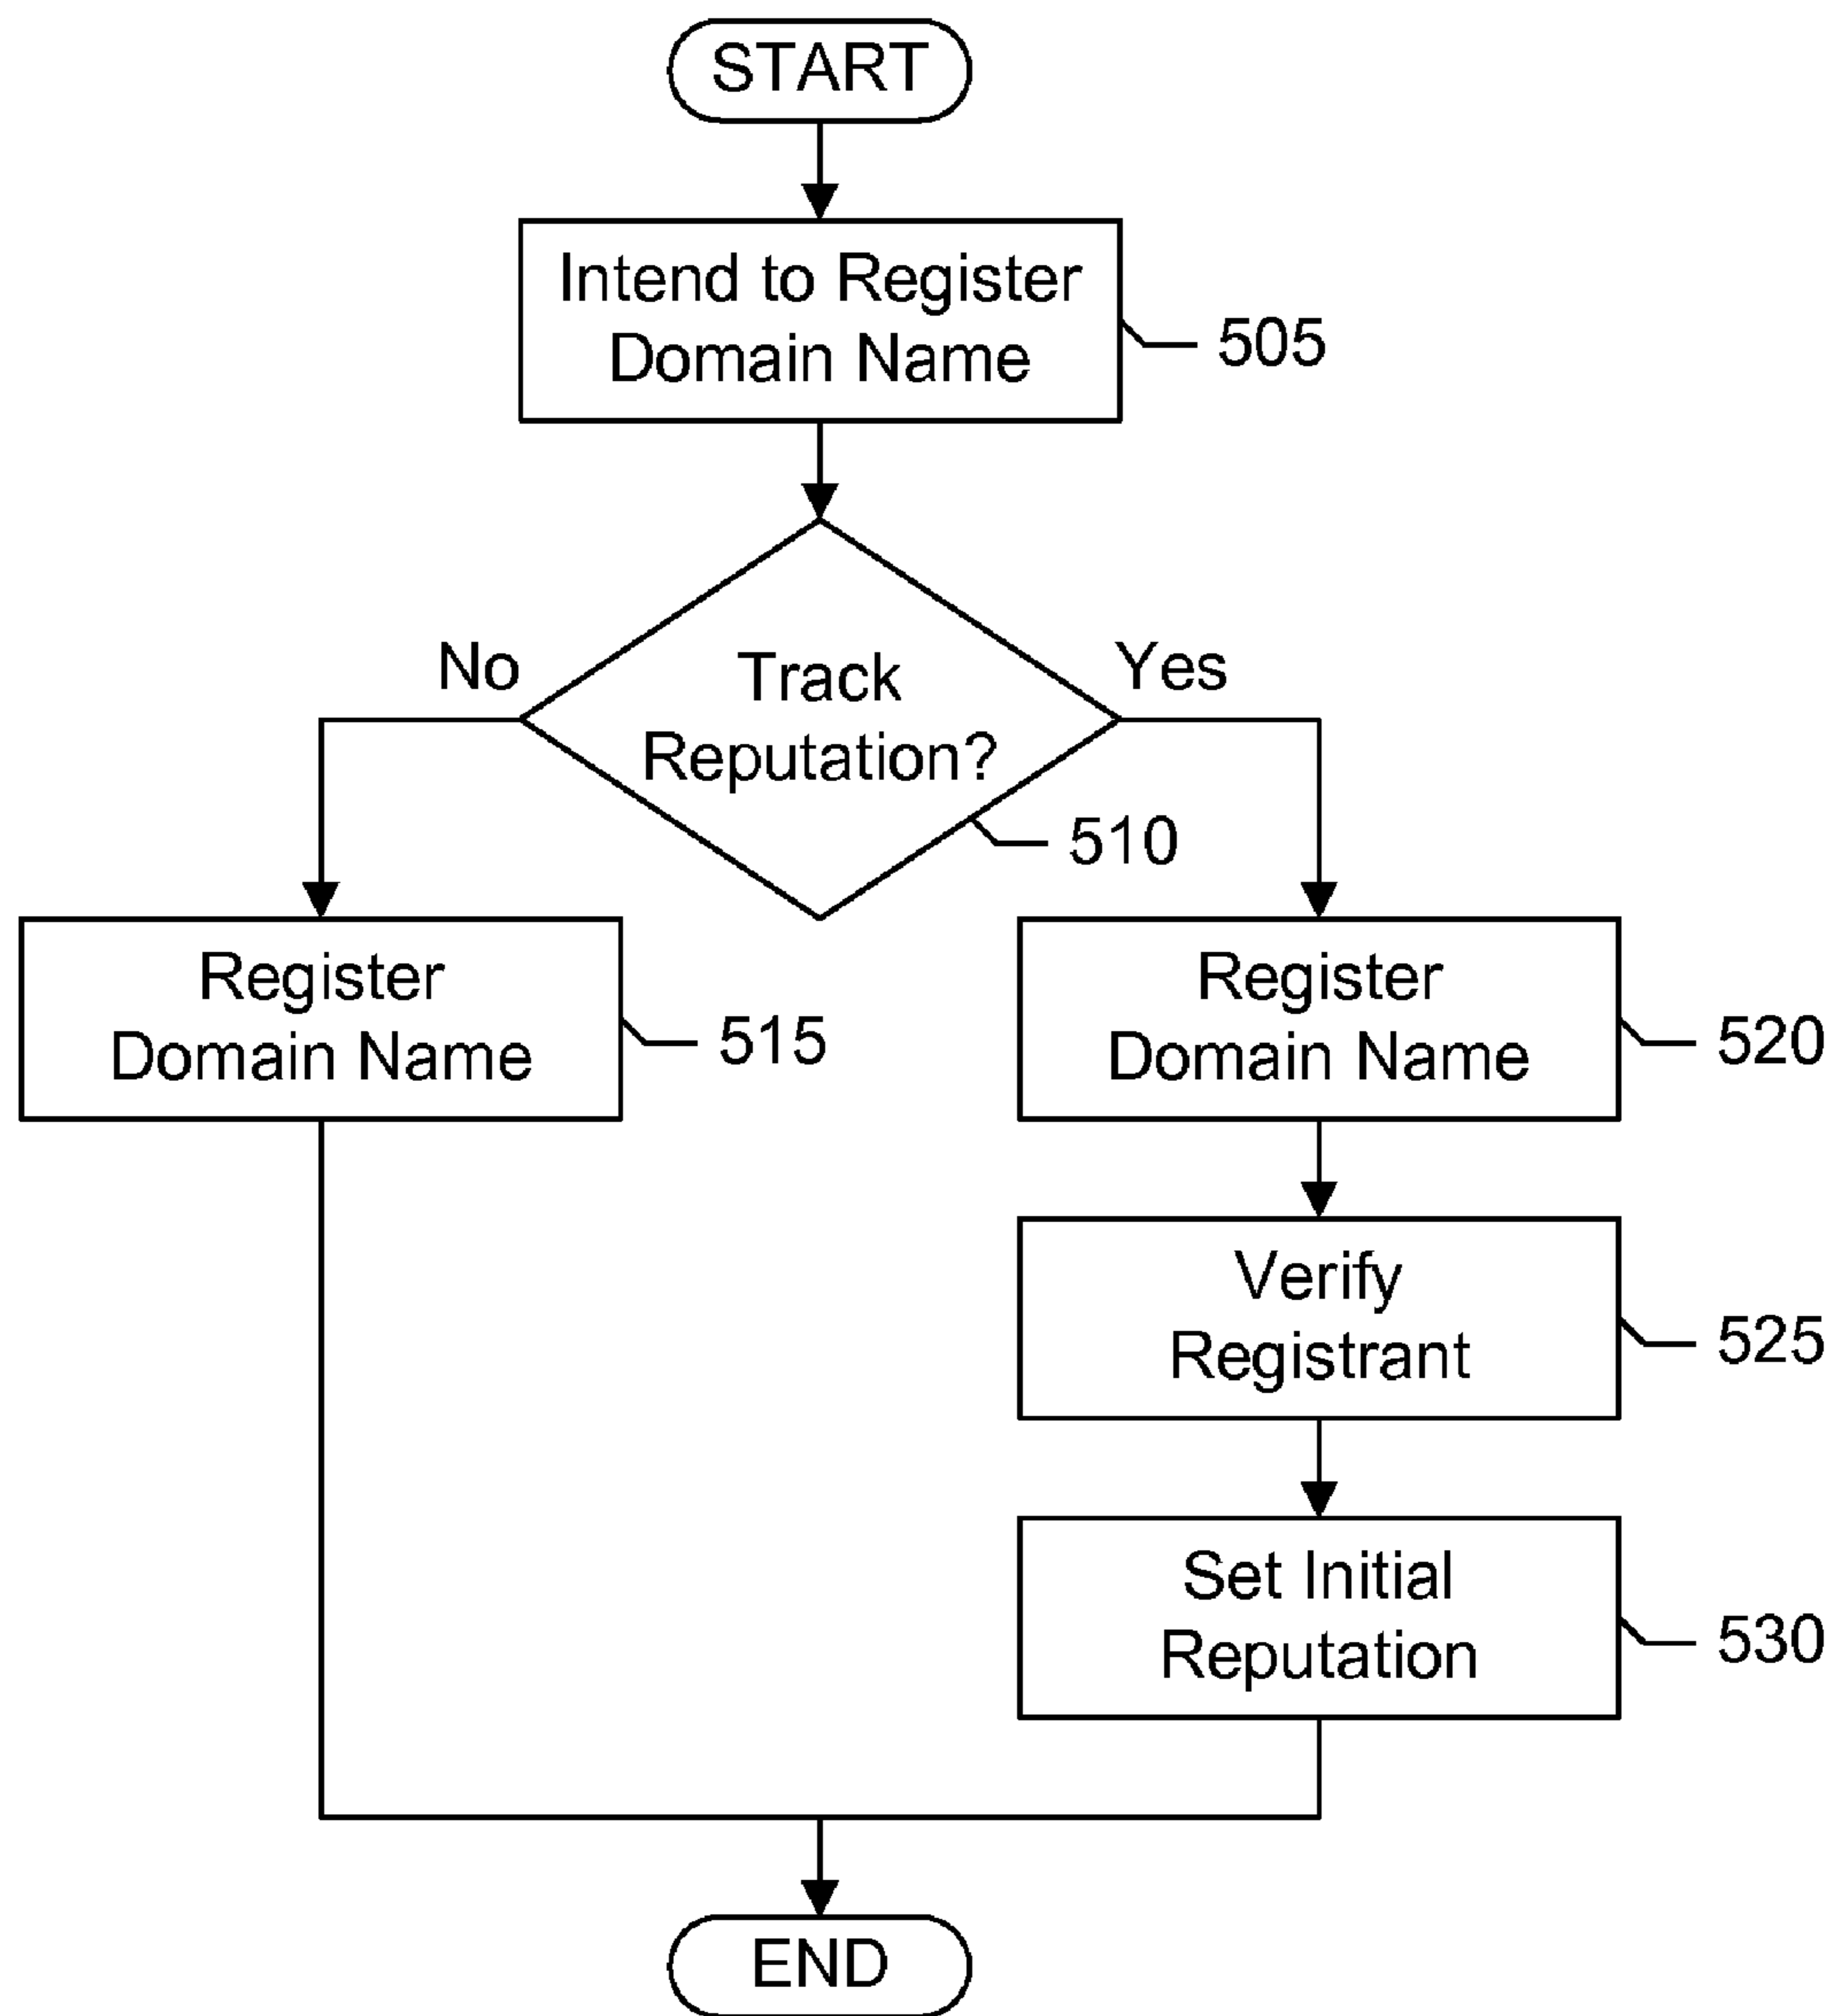 START
Intend to Register
Domain Name
505
No
Track
Reputation?
Yes
510
Register
Domain Name
515
Register
Domain Name
520
Verify
Registrant
525
Set Initial
Reputation
530
END